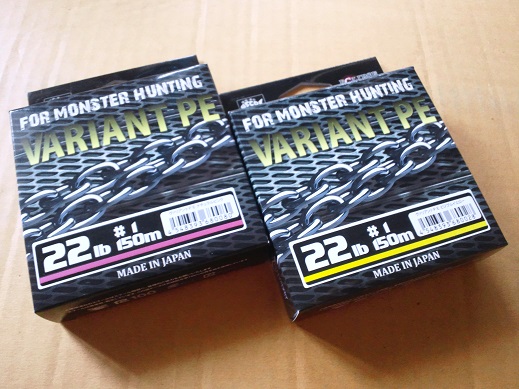 FOR MONSTER HUNTING
VARIANT PE
22lb #1 150m
MADE IN JAPAN
FOR MONSTER HUNTING
VARIANT PE
22lb #1 150m
MADE IN JAPAN